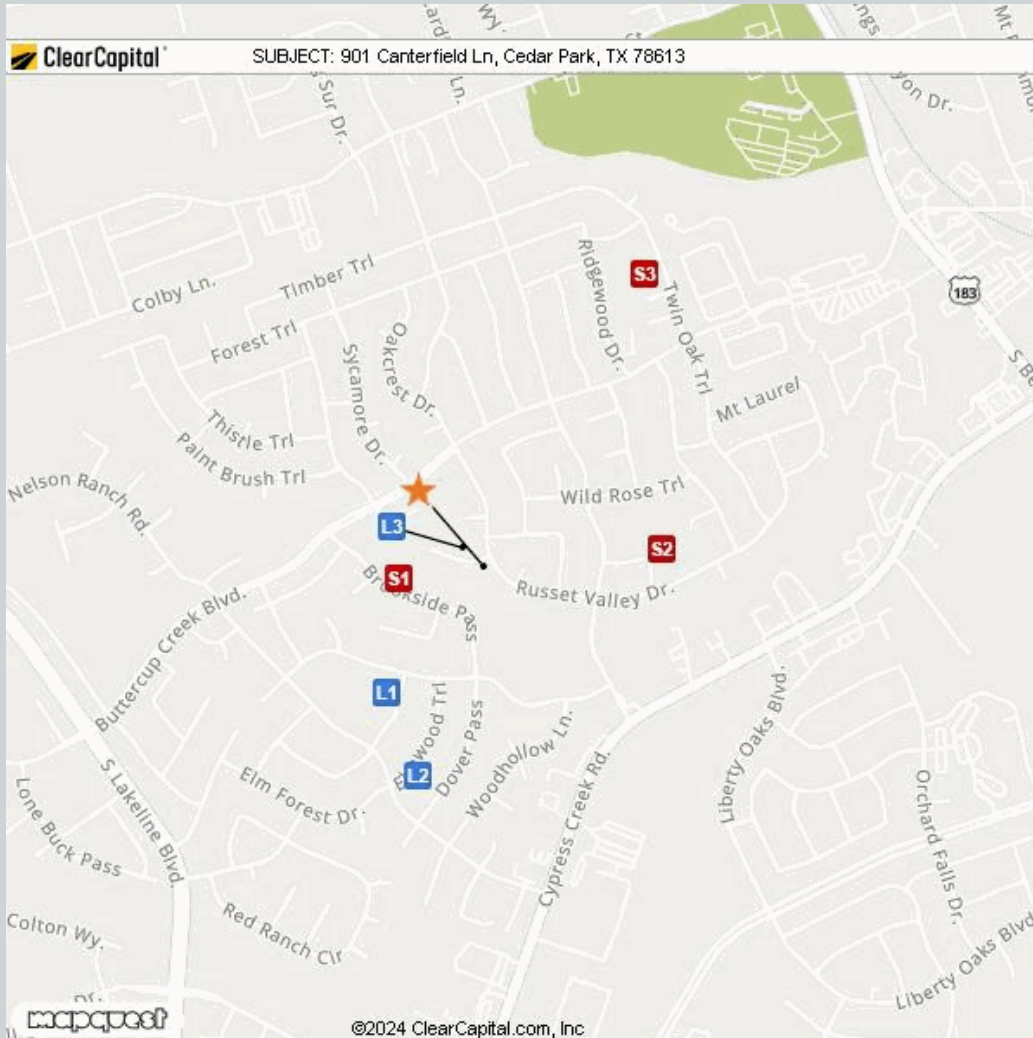 Wy.
ClearCapital®
SUBJECT: 901 Canterfield Ln, Cedar Park, TX 78613
Sur Dr.
Ln.
yon Dr.
S3
Ridgewood Dr.
Twin Oak Trl
183
Colby Ln.
Timber Trl
Forest Trl
Oakcrest Dr.
Sycamore Dr.
Mt Laurel
S Be
Thistle Trl
Paint Brush Trl
Nelson Ranch Rd.
Wild Rose Trl
L3
S2
S1
Brookside Pass
Russet Valley Dr.
Buttercup Creek Blvd.
L1
L2
Dover Pass
Woodhollow Ln.
Liberty Oaks Blvd.
S Lakeline Blvd.
Elm Forest Dr.
Cypress Creek Rd.
Lone Buck Pass
Orchard Falls Dr.
Red Ranch Clr
Colton Wy.
Liberty Oaks Blvd
Dr.
mapquest
©2024 ClearCapital.com, Inc